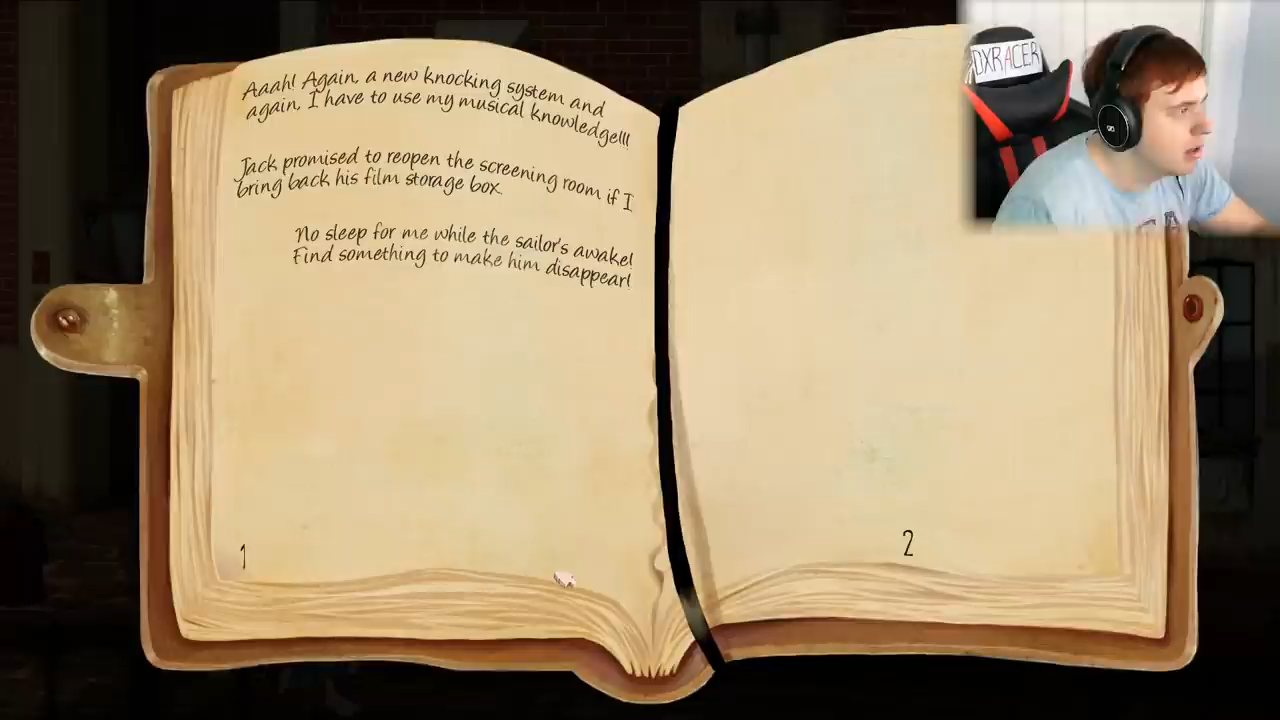 Aaah! Again, a new knocking system and
again, I have to use my musical knowledge!!!
Jack promised to reopen the screening room if I
bring back his film storage box.
No sleep for me while the sailor's awake!
Find something to make him disappear!
1
2
DXRACER